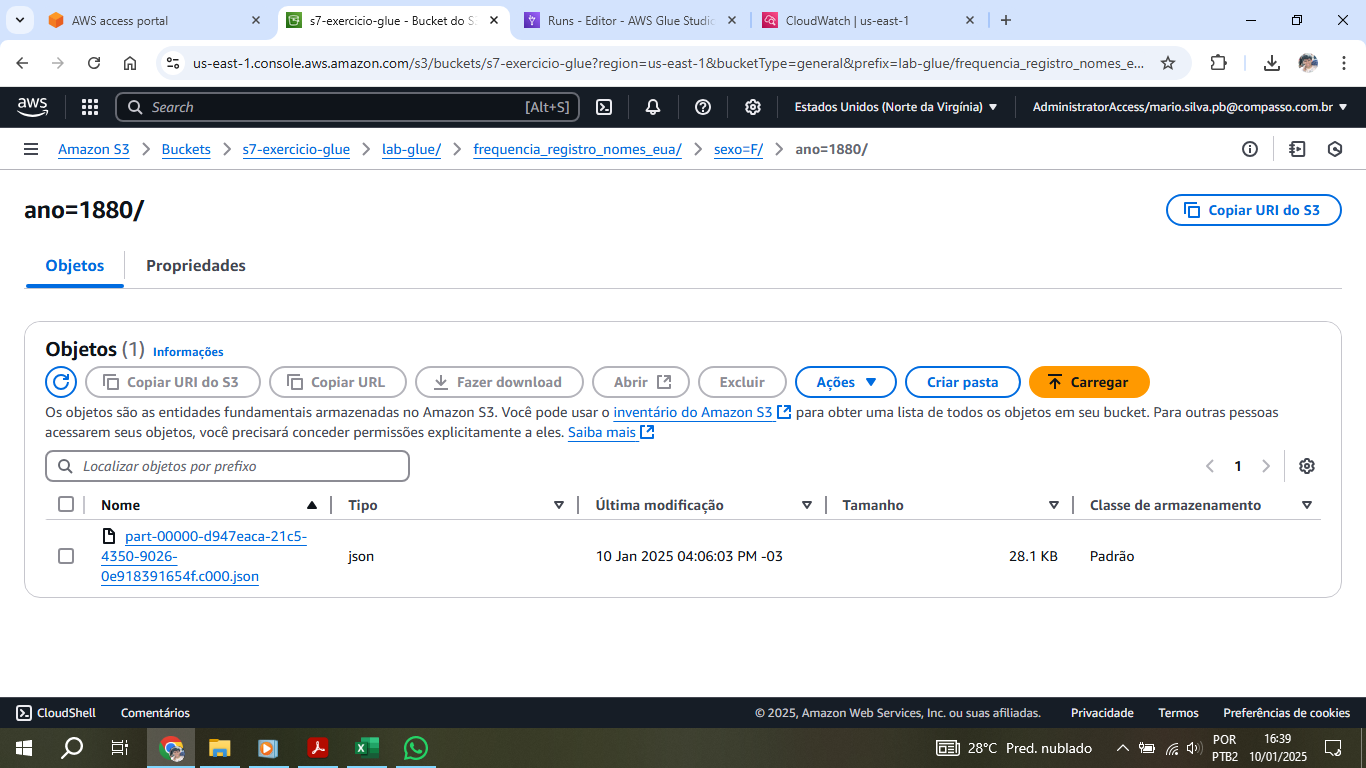 AWS access portal
s7-exercicio-glue - Bucket do S
Runs - Editor - AWS Glue Studio
CloudWatch | us-east-1
us-east-1.console.aws.amazon.com/s3/buckets/s7-exercicio-glue?region=us-east-1&bucketType=general&prefix=lab-glue/frequencia_registro_nomes_e...
aws
Search
[Alt+S]
Estados Unidos (Norte da Virgínia)
AdministratorAccess/mario.silva.pb@compasso.com.br
Amazon S3
Buckets
s7-exercicio-glue
lab-glue/
frequencia_registro_nomes_eua/
sexo=F/
ano=1880/
ano=1880/
Copiar URI do S3
Objetos
Propriedades
Objetos (1) Informações
Copiar URI do S3
Copiar URL
Fazer download
Abrir
Excluir
Ações
Criar pasta
Carregar
Os objetos são as entidades fundamentais armazenadas no Amazon S3. Você pode usar o inventário do Amazon S3 para obter uma lista de todos os objetos em seu bucket. Para outras pessoas
acessarem seus objetos, você precisará conceder permissões explicitamente a eles. Saiba mais
Localizar objetos por prefixo
1
Nome
Tipo
Última modificação
Tamanho
Classe de armazenamento
part-00000-d947eaca-21c5-
4350-9026-
0e918391654f.c000.json
json
10 Jan 2025 04:06:03 PM -03
28.1 KB
Padrão
CloudShell
Comentários
© 2025, Amazon Web Services, Inc. ou suas afiliadas.
Privacidade
Termos
Preferências de cookies
28°C Pred. nublado
POR
PTB2
16:39
10/01/2025